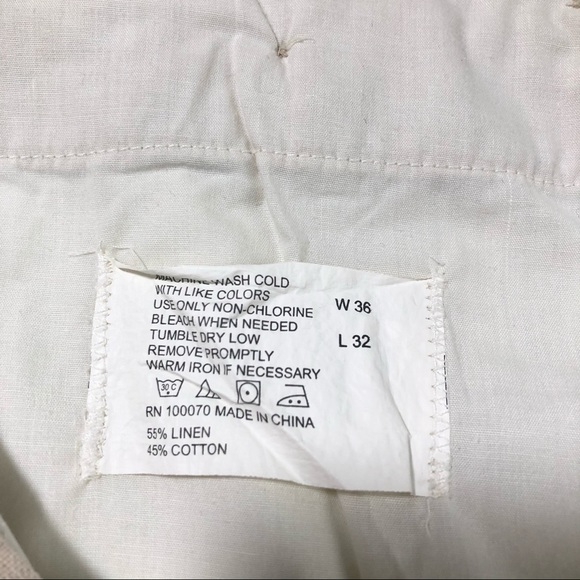 MACHINE WASH COLD
WITH LIKE COLORS
USE ONLY NON-CHLORINE
BLEACH WHEN NEEDED
TUMBLE DRY LOW
REMOVE PROMPTLY
WARM IRON IF NECESSARY
30 C
RN 100070 MADE IN CHINA
55% LINEN
45% COTTON
W 36
L 32